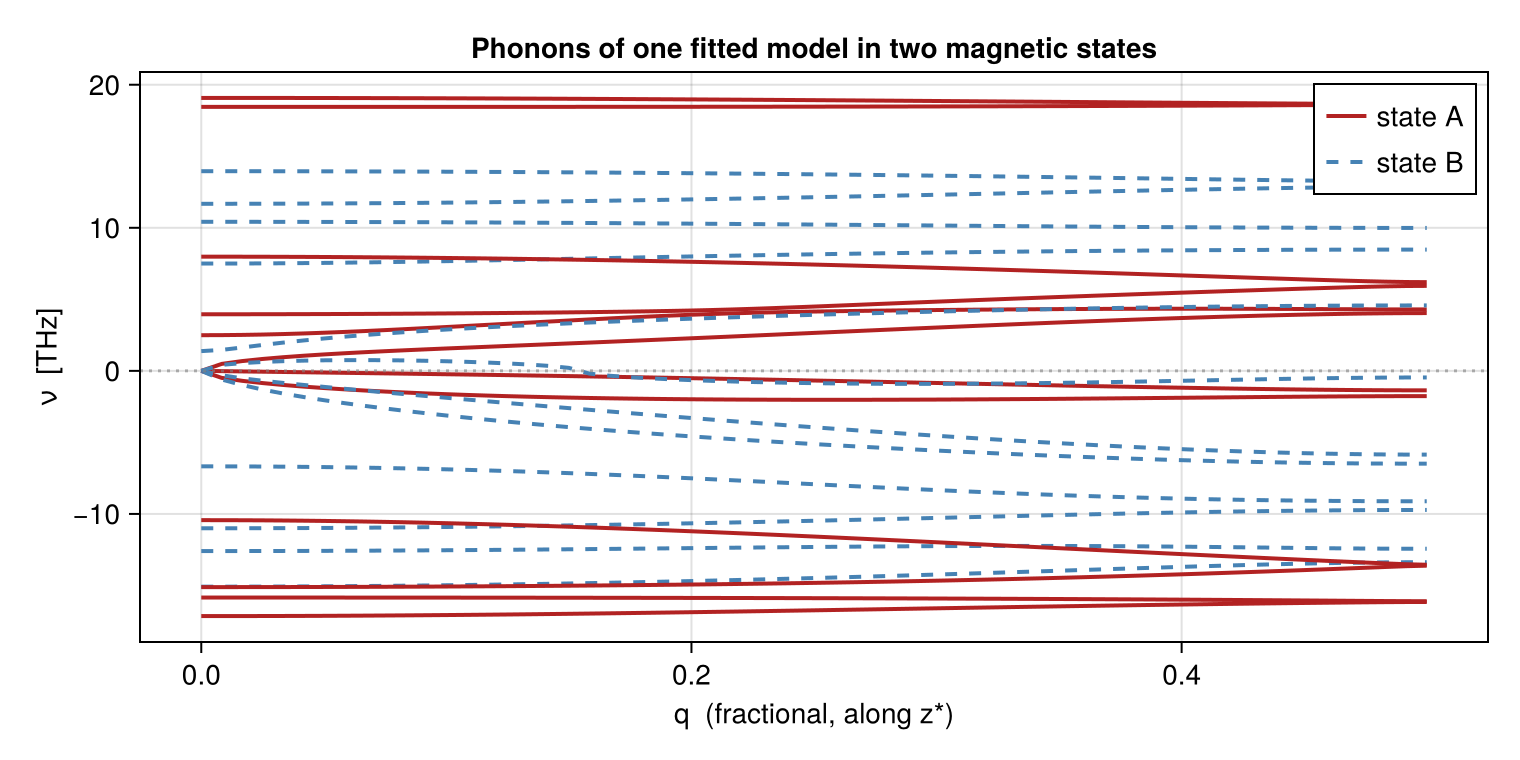 Phonons of one fitted model in two magnetic states
20
10
0
−10
ν [THz]
state A
state B
0.0
0.2
0.4
q (fractional, along z*)